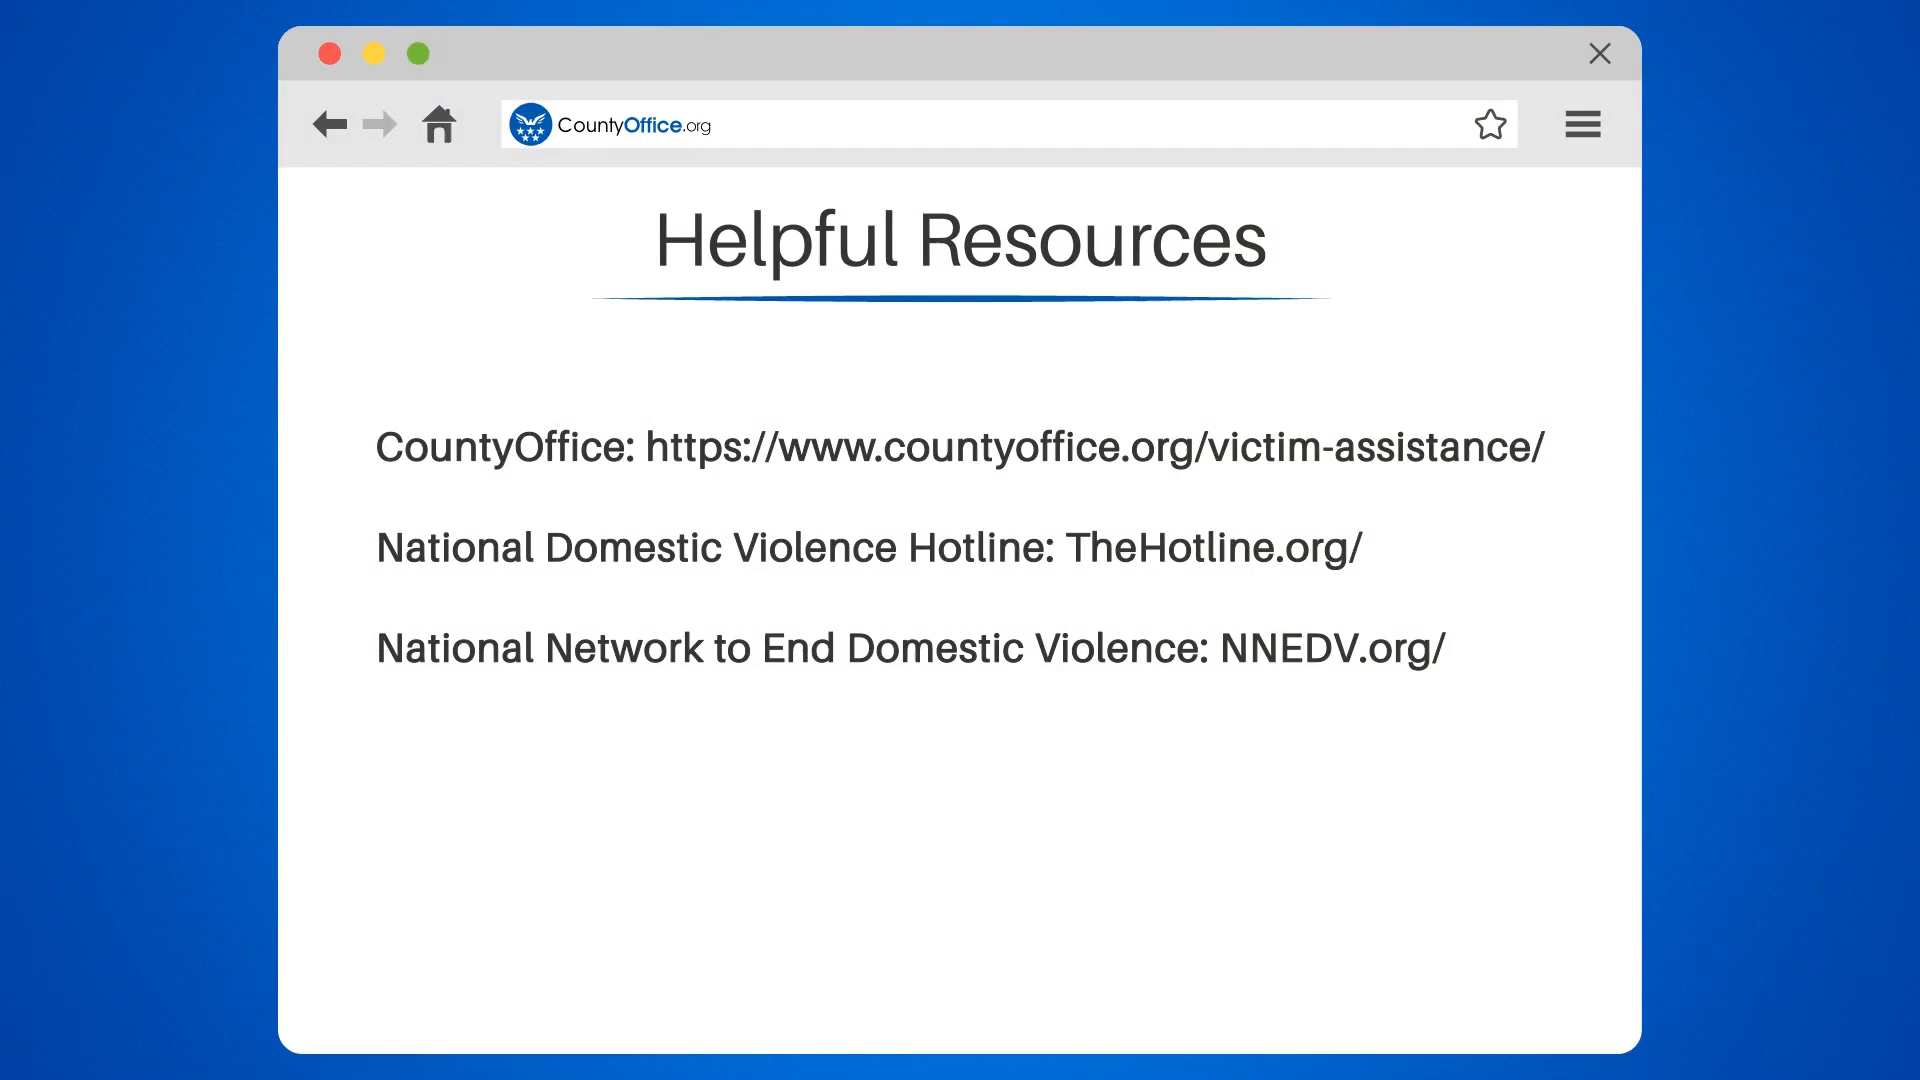 CountyOffice.org
Helpful Resources
CountyOffice: https://www.countyoffice.org/victim-assistance/
National Domestic Violence Hotline: TheHotline.org/
National Network to End Domestic Violence: NNEDV.org/